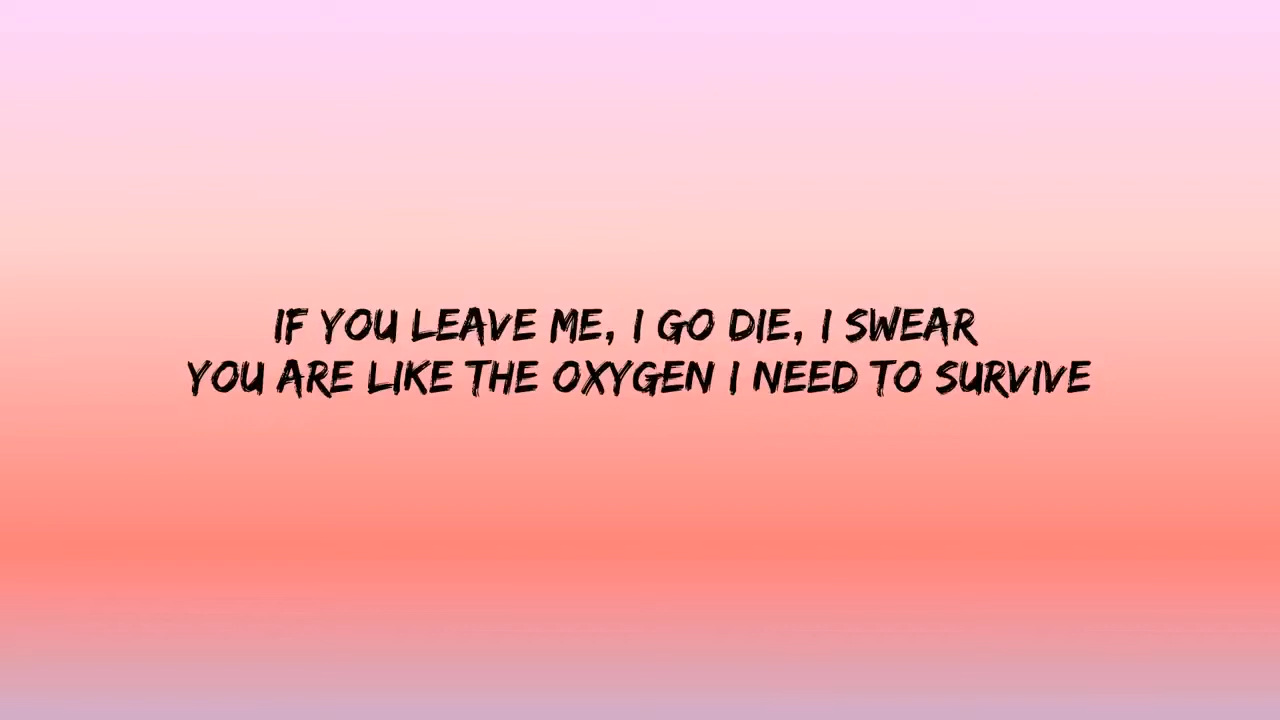 IF YOU LEAVE ME, I GO DIE, I SWEAR
YOU ARE LIKE THE OXYGEN I NEED TO SURVIVE